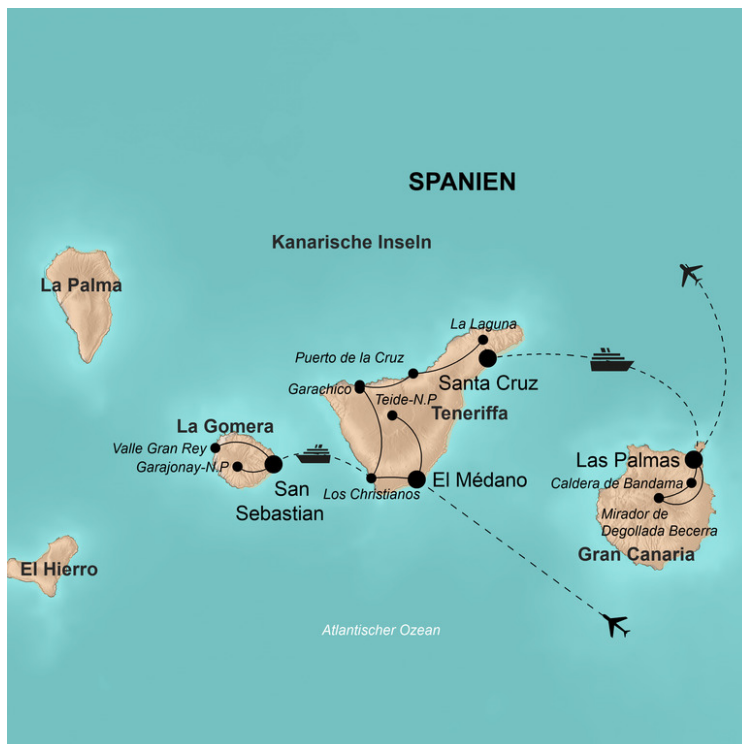 SPANIEN
Kanarische Inseln
La Palma
La Laguna
Puerto de la Cruz
Santa Cruz
Garachico
Teide-N.P
Teneriffa
La Gomera
Valle Gran Rey
Garajonay-N.P
San
Sebastian
Los Christianos
El Médano
Las Palmas
Caldera de Bandama
Mirador de
Degollada Becerra
Gran Canaria
El Hierro
Atlantischer Ozean